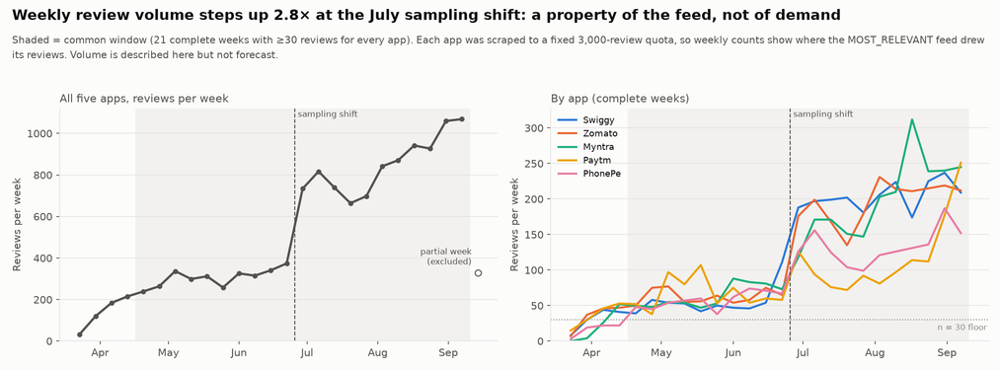 Weekly review volume steps up 2.8× at the July sampling shift: a property of the feed, not of demand
Shaded = common window (21 complete weeks with ≥30 reviews for every app). Each app was scraped to a fixed 3,000-review quota, so weekly counts show where the MOST_RELEVANT feed drew
its reviews. Volume is described here but not forecast.
All five apps, reviews per week
Reviews per week
1000
800
600
400
200
0
sampling shift
partial week
(excluded)
Apr May Jun Jul Aug Sep
By app (complete weeks)
Reviews per week
300
250
200
150
100
50
0
Swiggy
Zomato
Myntra
Paytm
PhonePe
sampling shift
n = 30 floor
Apr May Jun Jul Aug Sep